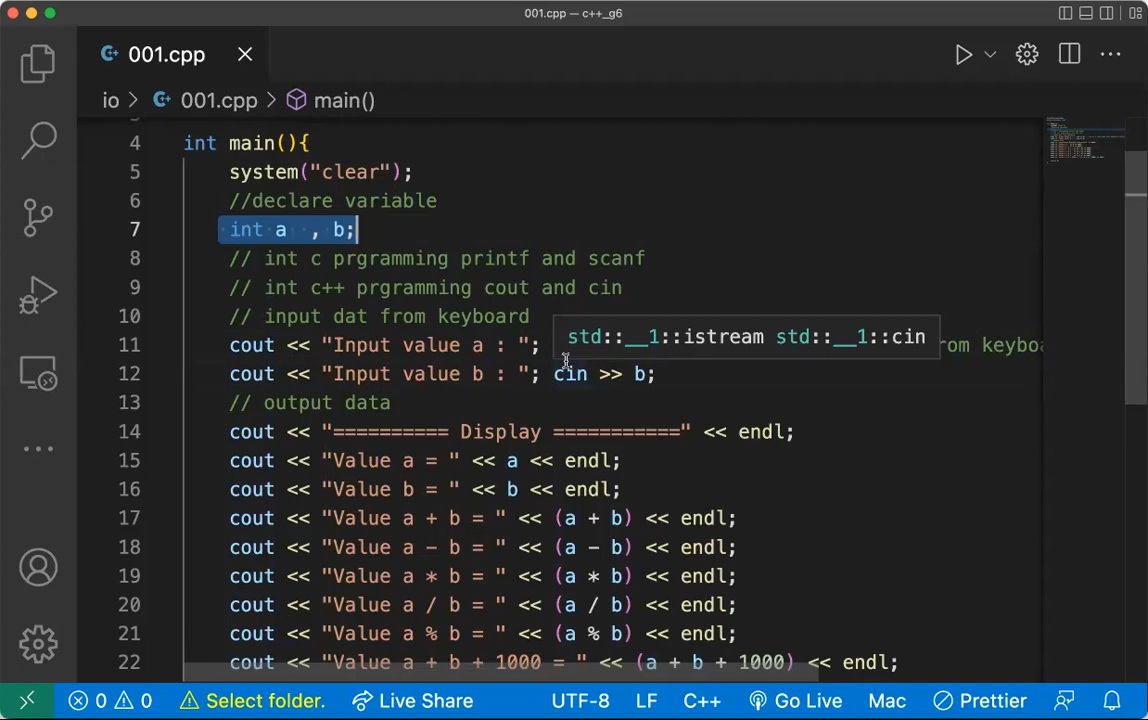 001.cpp — c++_g6
001.cpp
io > 001.cpp > main()
4 int main(){
5 system("clear");
6 //declare variable
7 int a , b;
8 // int c prgramming printf and scanf
9 // int c++ prgramming cout and cin
10 // input dat from keyboard
std::__1::istream std::__1::cin
11 cout << "Input value a : "; rom keyboa
12 cout << "Input value b : "; cin >> b;
13 // output data
14 cout << "========== Display ===========" << endl;
15 cout << "Value a = " << a << endl;
16 cout << "Value b = " << b << endl;
17 cout << "Value a + b = " << (a + b) << endl;
18 cout << "Value a - b = " << (a - b) << endl;
19 cout << "Value a * b = " << (a * b) << endl;
20 cout << "Value a / b = " << (a / b) << endl;
21 cout << "Value a % b = " << (a % b) << endl;
22 cout << "Value a + b + 1000 = " << (a + b + 1000) << endl;
0 0 Select folder. Live Share UTF-8 LF C++ Go Live Mac Prettier